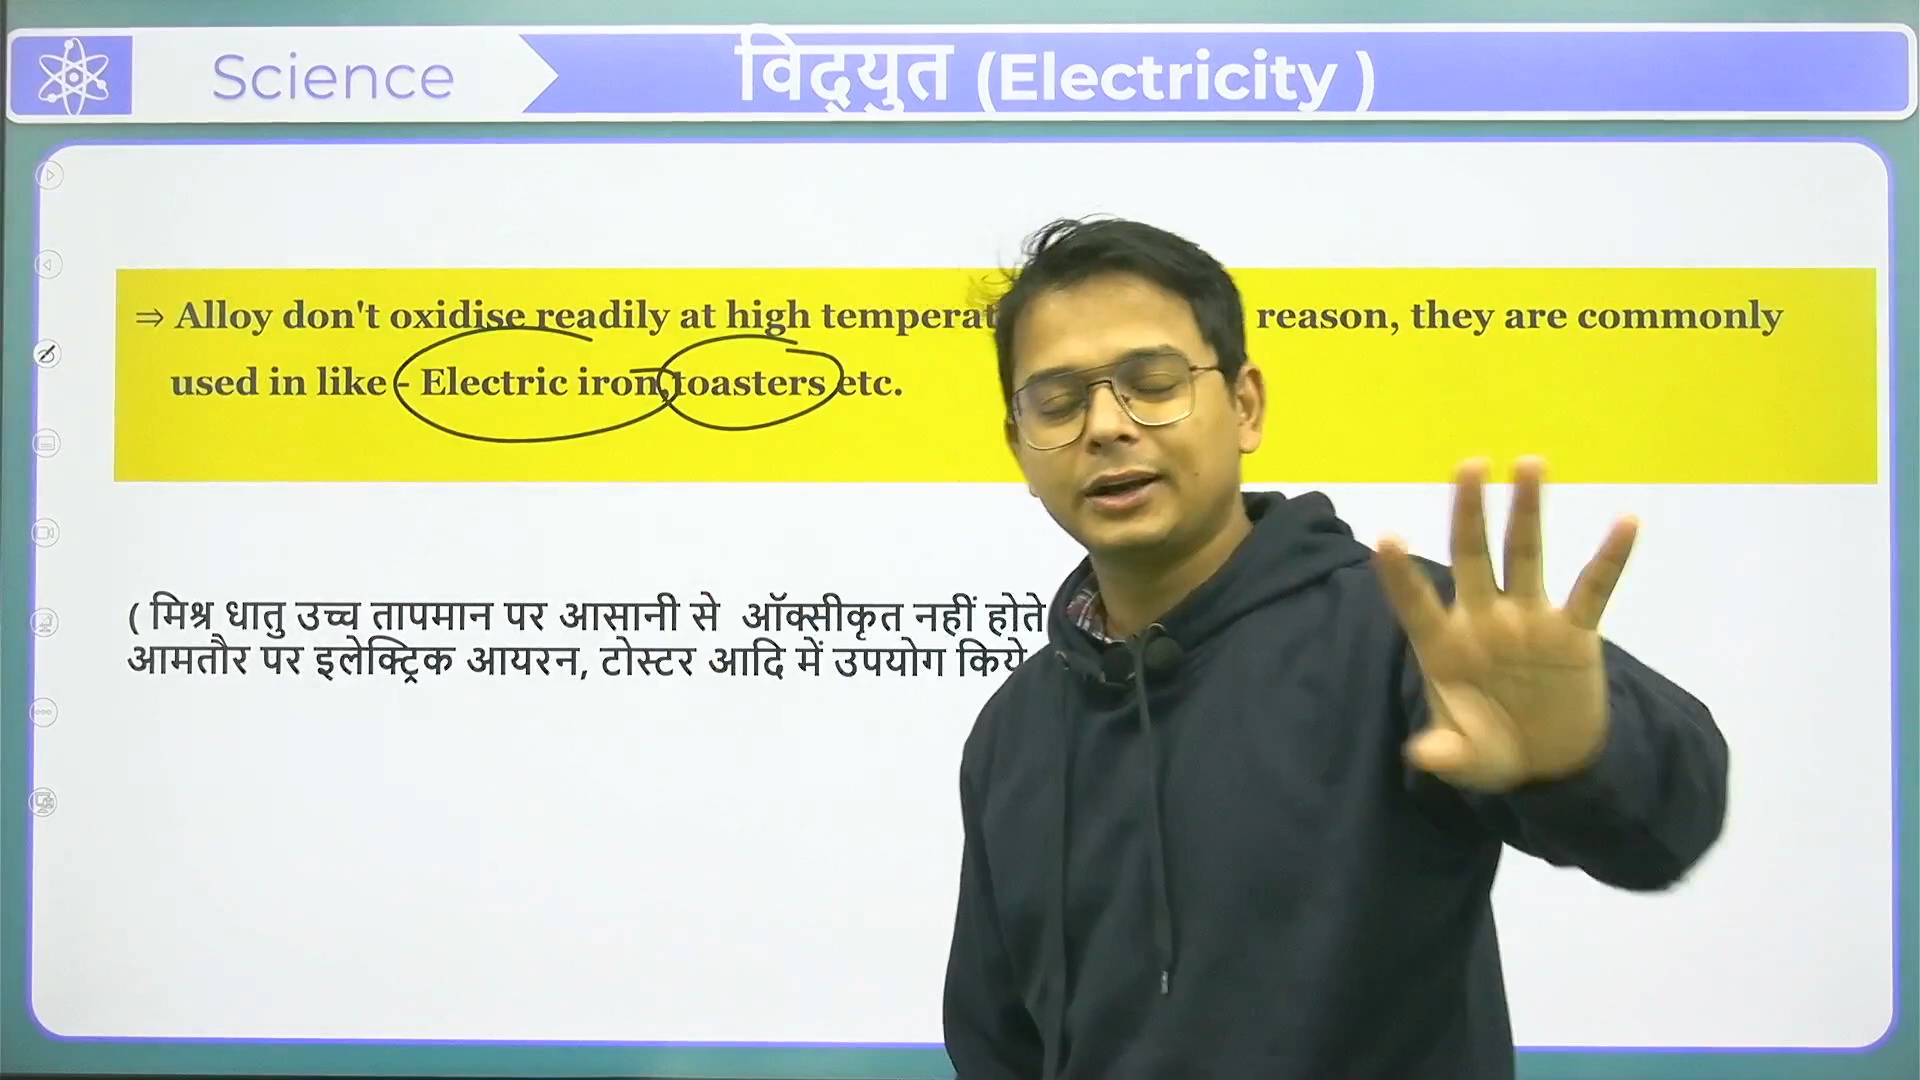 Science
विद्युत (Electricity )
⇒ Alloy don't oxidise readily at high reason, they are commonly
used in like - Electric iron, toasters etc.
( मिश्र धातु उच्च तापमान पर आसानी से ऑक्सीकृत नहीं होते
आमतौर पर इलेक्ट्रिक आयरन, टोस्टर आदि में उपयोग किये